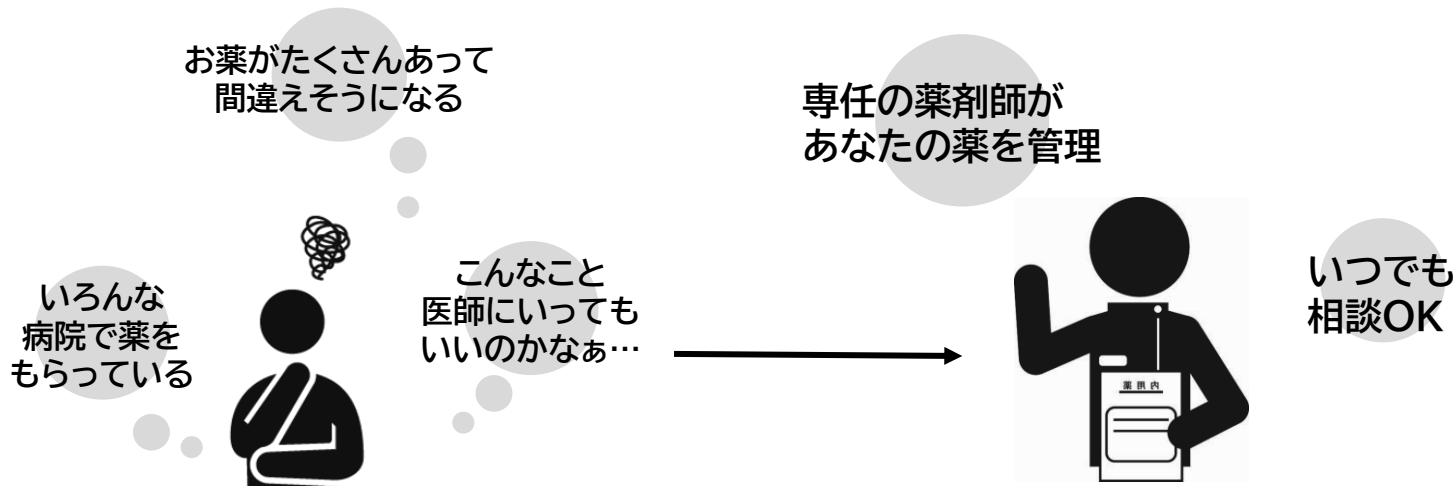 お薬がたくさんあって
間違えそうになる
いろんな
病院で薬を
もらっている
こんなこと
医師にいっても
いいのかなぁ…
専任の薬剤師が
あなたの薬を管理
いつでも
相談OK
薬用内